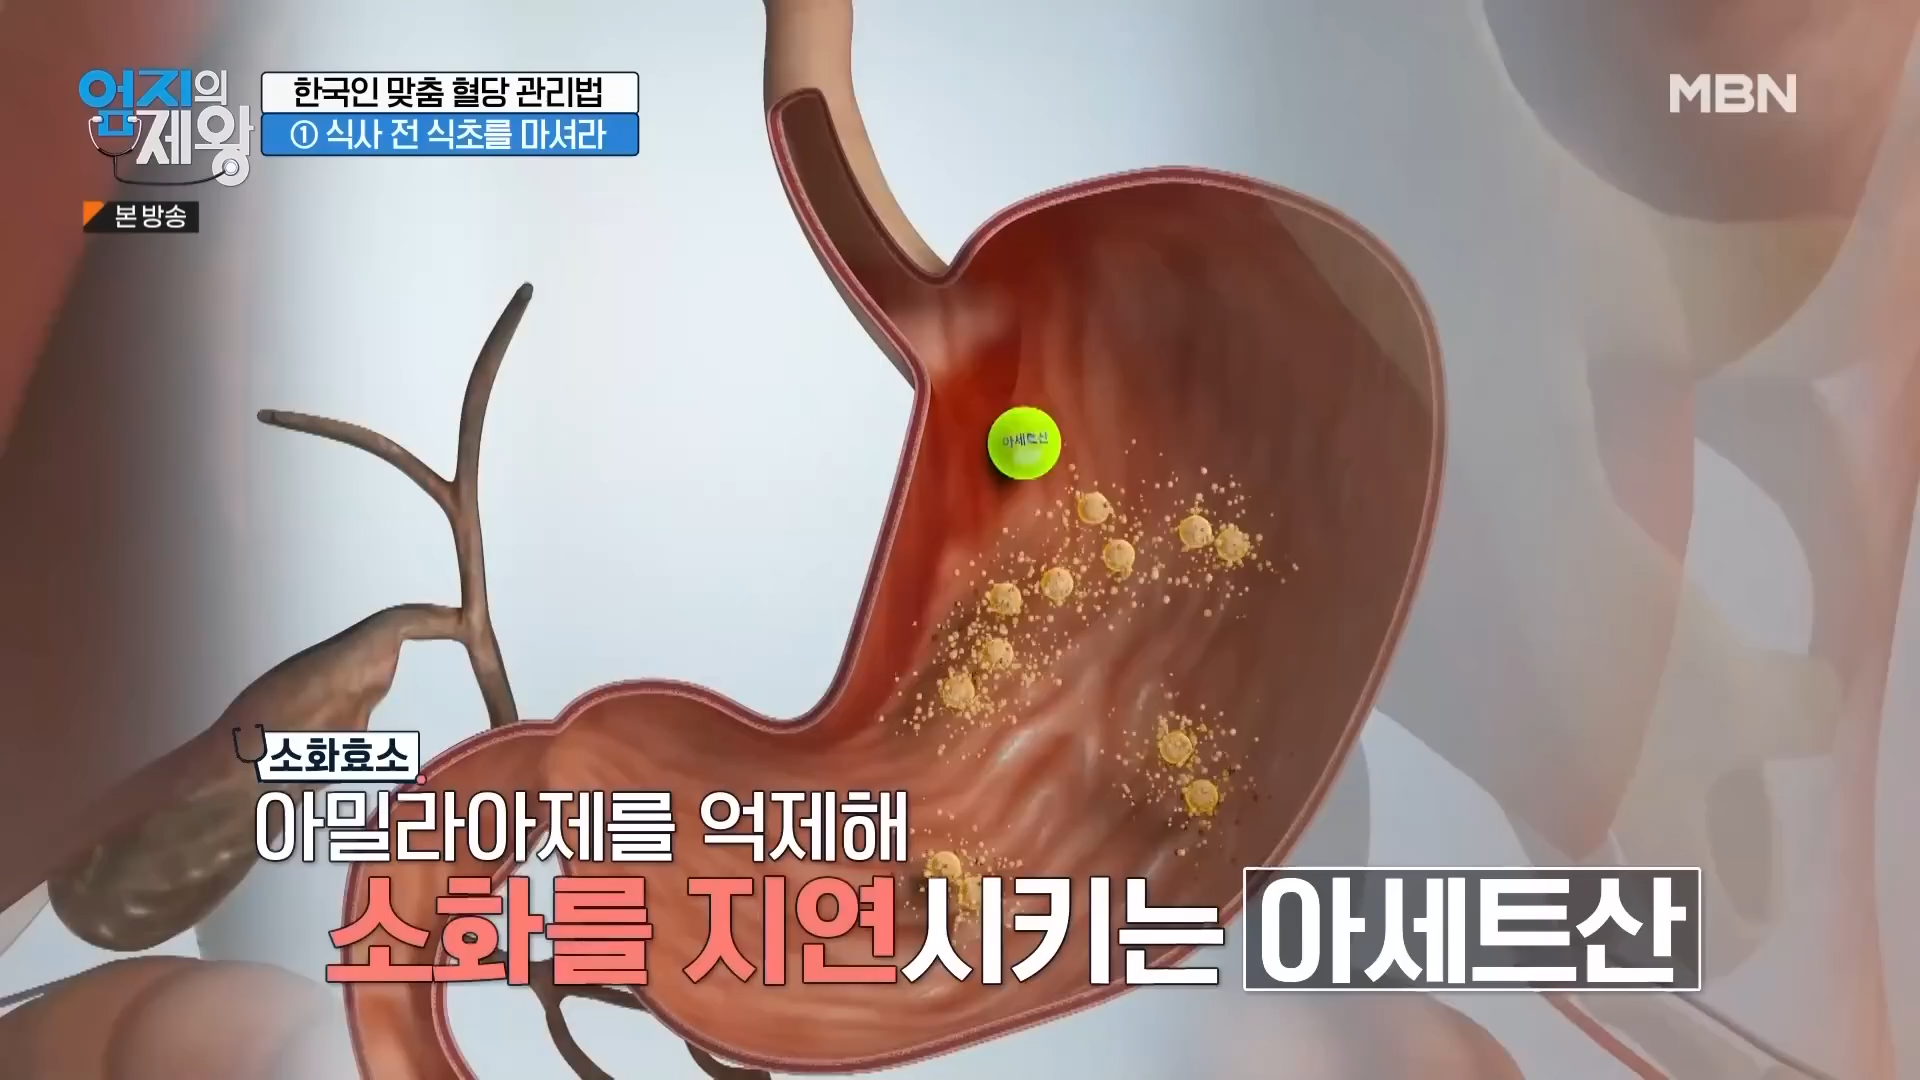 엄지의 제왕
한국인 맞춤 혈당 관리법
① 식사 전 식초를 마셔라
MBN
본 방송
아세트산
소화효소
아밀라아제를 억제해
소화를 지연시키는 아세트산